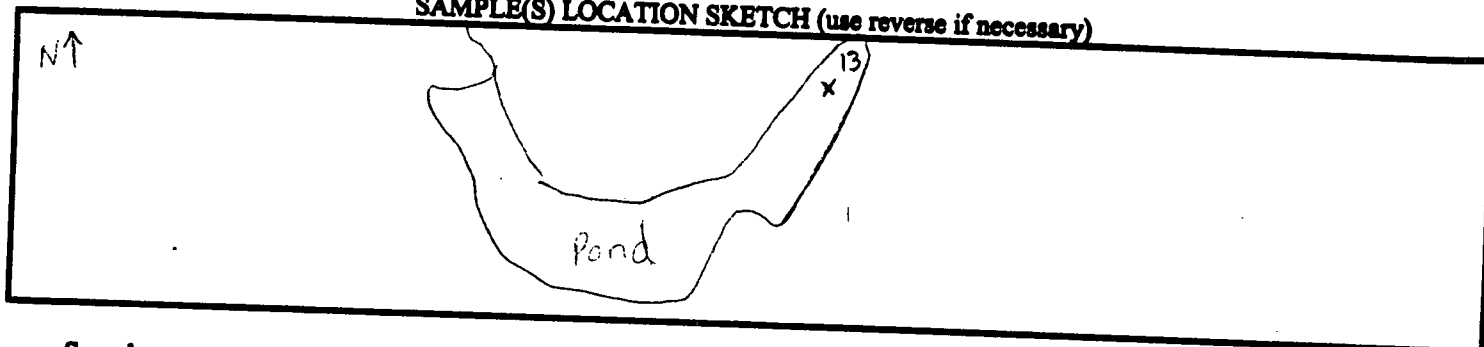 SAMPLE(S) LOCATION SKETCH (use reverse if necessary)
N↑
13
x
Pond